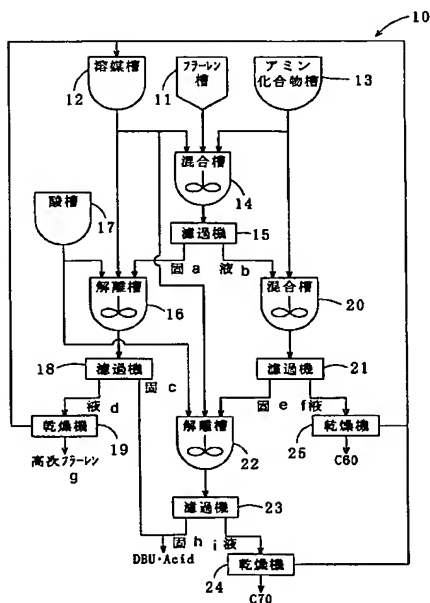 10
溶媒槽
12
フラーレン
槽
11
アミン
化合物槽
13
混合槽
14
酸槽
17
濾過機
15
固 a
液 b
解離槽
16
混合槽
20
濾過機
18
固 c
液 d
濾過機
21
固 e
f 液
乾燥機
19
高次フラーレン
g
解離槽
22
乾燥機
25
C60
濾過機
23
固 h
i 液
DBU・Acid
乾燥機
24
C70